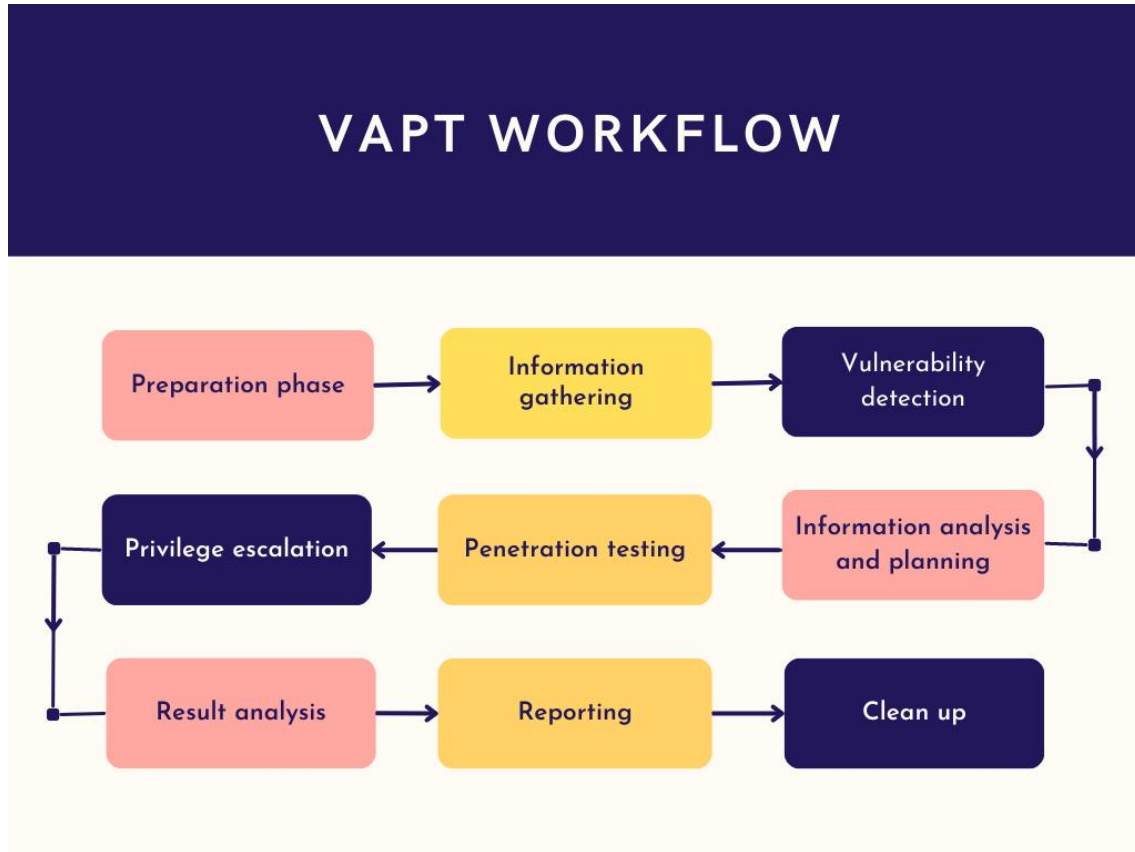 VAPT WORKFLOW
Preparation phase
Information
gathering
Vulnerability
detection
Information analysis
and planning
Penetration testing
Privilege escalation
Result analysis
Reporting
Clean up